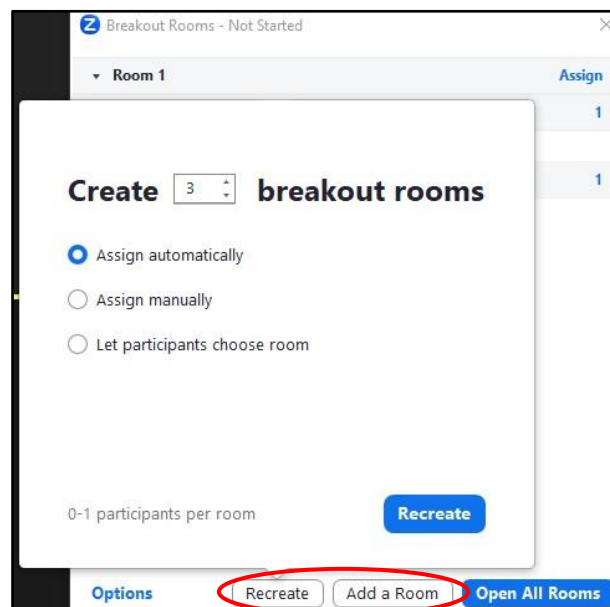 Breakout Rooms - Not Started
Room 1 Assign
1
1
Create 3 breakout rooms
Assign automatically
Assign manually
Let participants choose room
0-1 participants per room Recreate
Options Recreate Add a Room Open All Rooms